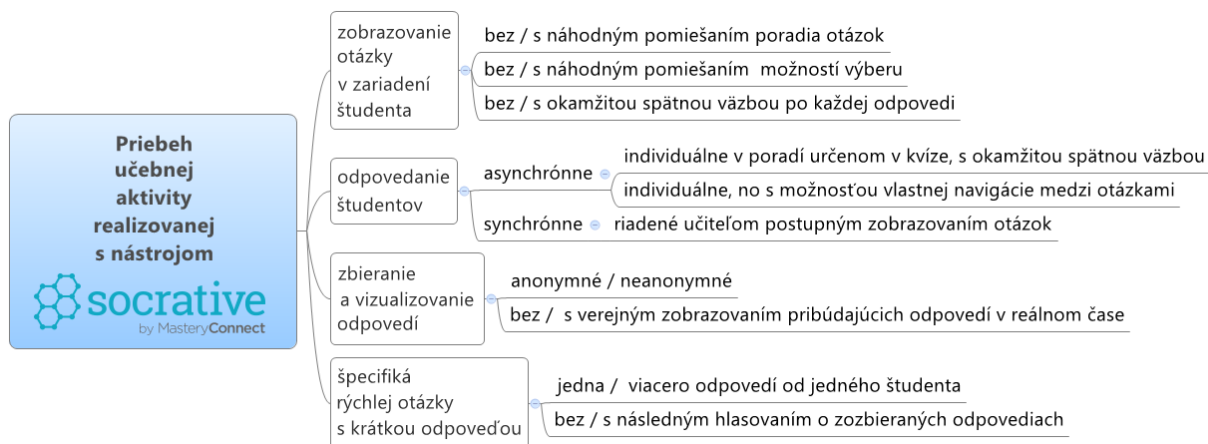 Priebeh
učebnej
aktivity
realizovanej
s nástrojom
socrative
by MasteryConnect
zobrazovanie
otázky
v zariadení
študenta
bez / s náhodným pomiešaním poradia otázok
bez / s náhodným pomiešaním možností výberu
bez / s okamžitou spätnou väzbou po každej odpovedi
odpovedanie
študentov
asynchrónne
individuálne v poradí určenom v kvíze, s okamžitou spätnou väzbou
individuálne, no s možnosťou vlastnej navigácie medzi otázkami
synchrónne
riadené učiteľom postupným zobrazovaním otázok
zbieranie
a vizualizovanie
odpovedí
anonymné / neanonymné
bez / s verejným zobrazovaním pribúdajúcich odpovedí v reálnom čase
špecifiká
rýchlej otázky
s krátkou odpoveďou
jedna / viacero odpovedí od jedného študenta
bez / s následným hlasovaním o zozbieraných odpovediach